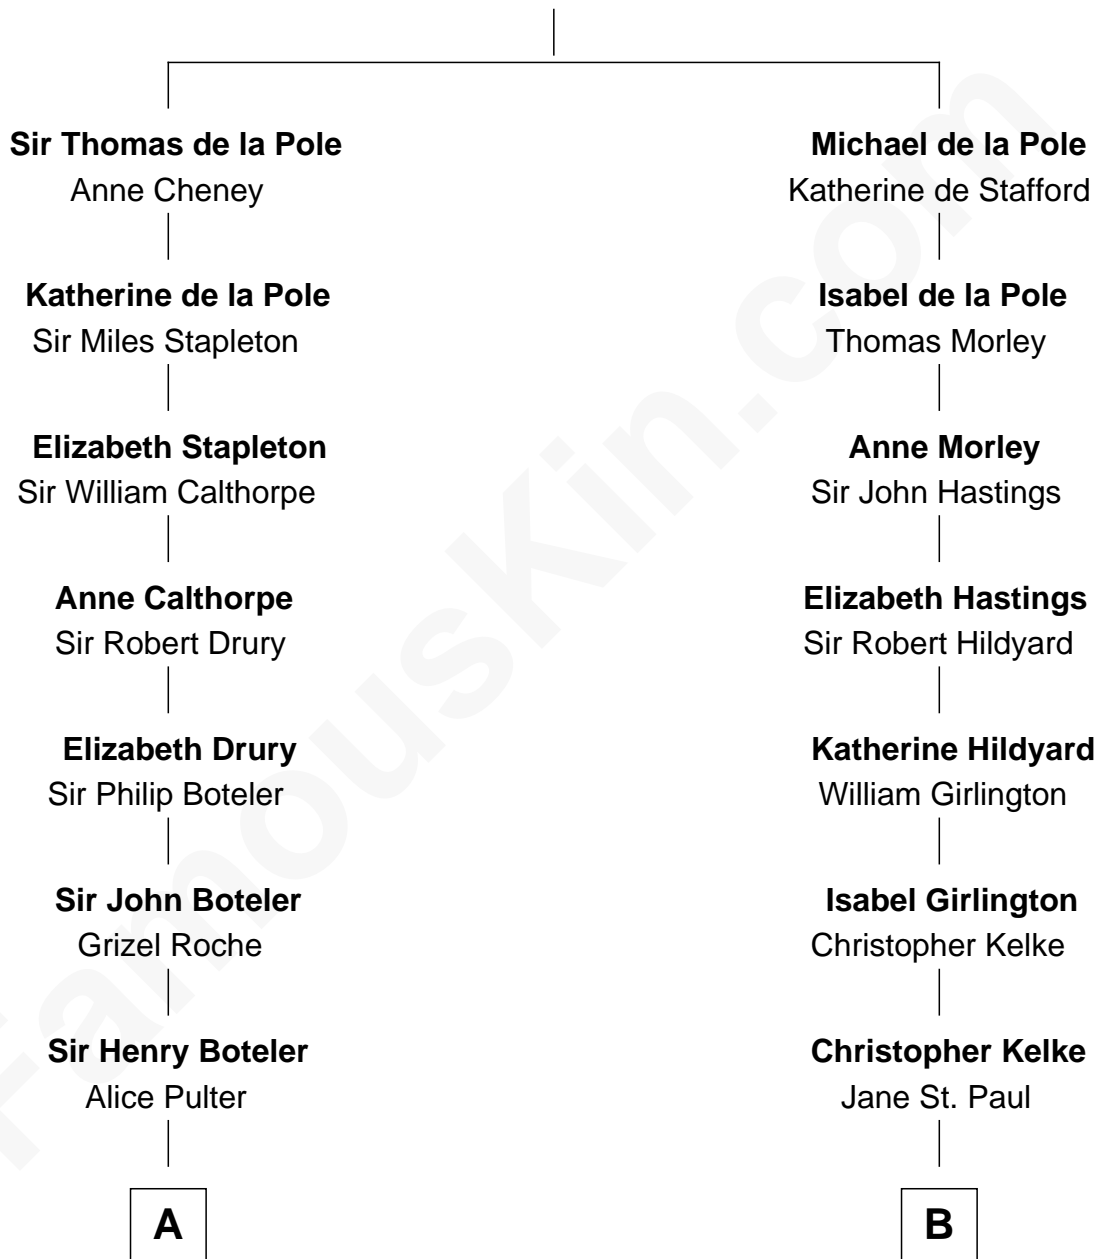 Sir Thomas de la Pole
Anne Cheney
Katherine de la Pole
Sir Miles Stapleton
Elizabeth Stapleton
Sir William Calthorpe
Anne Calthorpe
Sir Robert Drury
Elizabeth Drury
Sir Philip Boteler
Sir John Boteler
Grizel Roche
Sir Henry Boteler
Alice Pulter
A
Michael de la Pole
Katherine de Stafford
Isabel de la Pole
Thomas Morley
Anne Morley
Sir John Hastings
Elizabeth Hastings
Sir Robert Hildyard
Katherine Hildyard
William Girlington
Isabel Girlington
Christopher Kelke
Christopher Kelke
Jane St. Paul
B
FamousKin.com